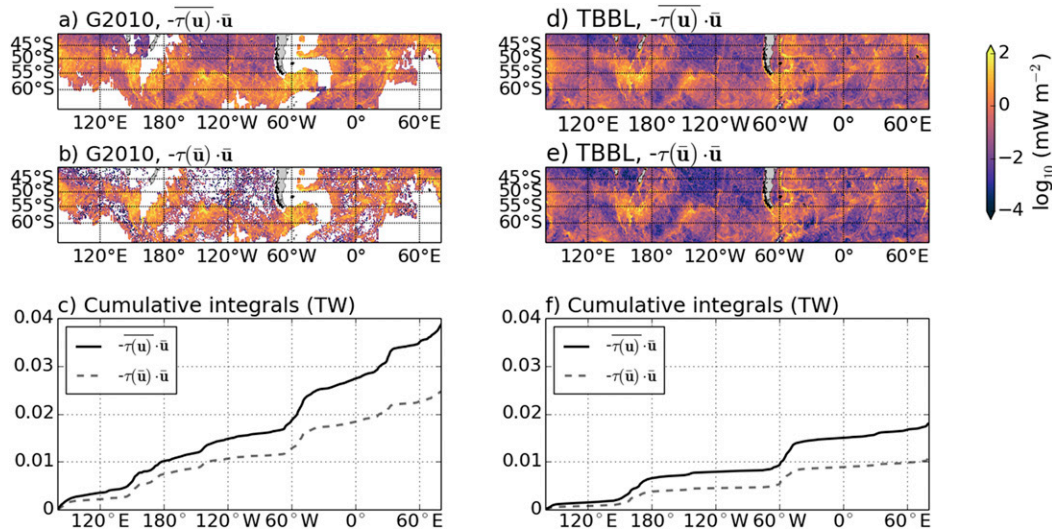 a) G2010, -τ(u)·ū
45°S
50°S
55°S
60°S
120°E 180° 120°W 60°W 0° 60°E
b) G2010, -τ(ū)·ū
45°S
50°S
55°S
60°S
120°E 180° 120°W 60°W 0° 60°E
c) Cumulative integrals (TW)
0.04
0.03
0.02
0.01
0
-τ(u)·ū
-τ(ū)·ū
120°E 180° 120°W 60°W 0° 60°E
d) TBBL, -τ(u)·ū
45°S
50°S
55°S
60°S
120°E 180° 120°W 60°W 0° 60°E
e) TBBL, -τ(ū)·ū
45°S
50°S
55°S
60°S
120°E 180° 120°W 60°W 0° 60°E
f) Cumulative integrals (TW)
0.04
0.03
0.02
0.01
0
-τ(u)·ū
-τ(ū)·ū
120°E 180° 120°W 60°W 0° 60°E
2
0
−2
−4
log₁₀ (mW m⁻²)